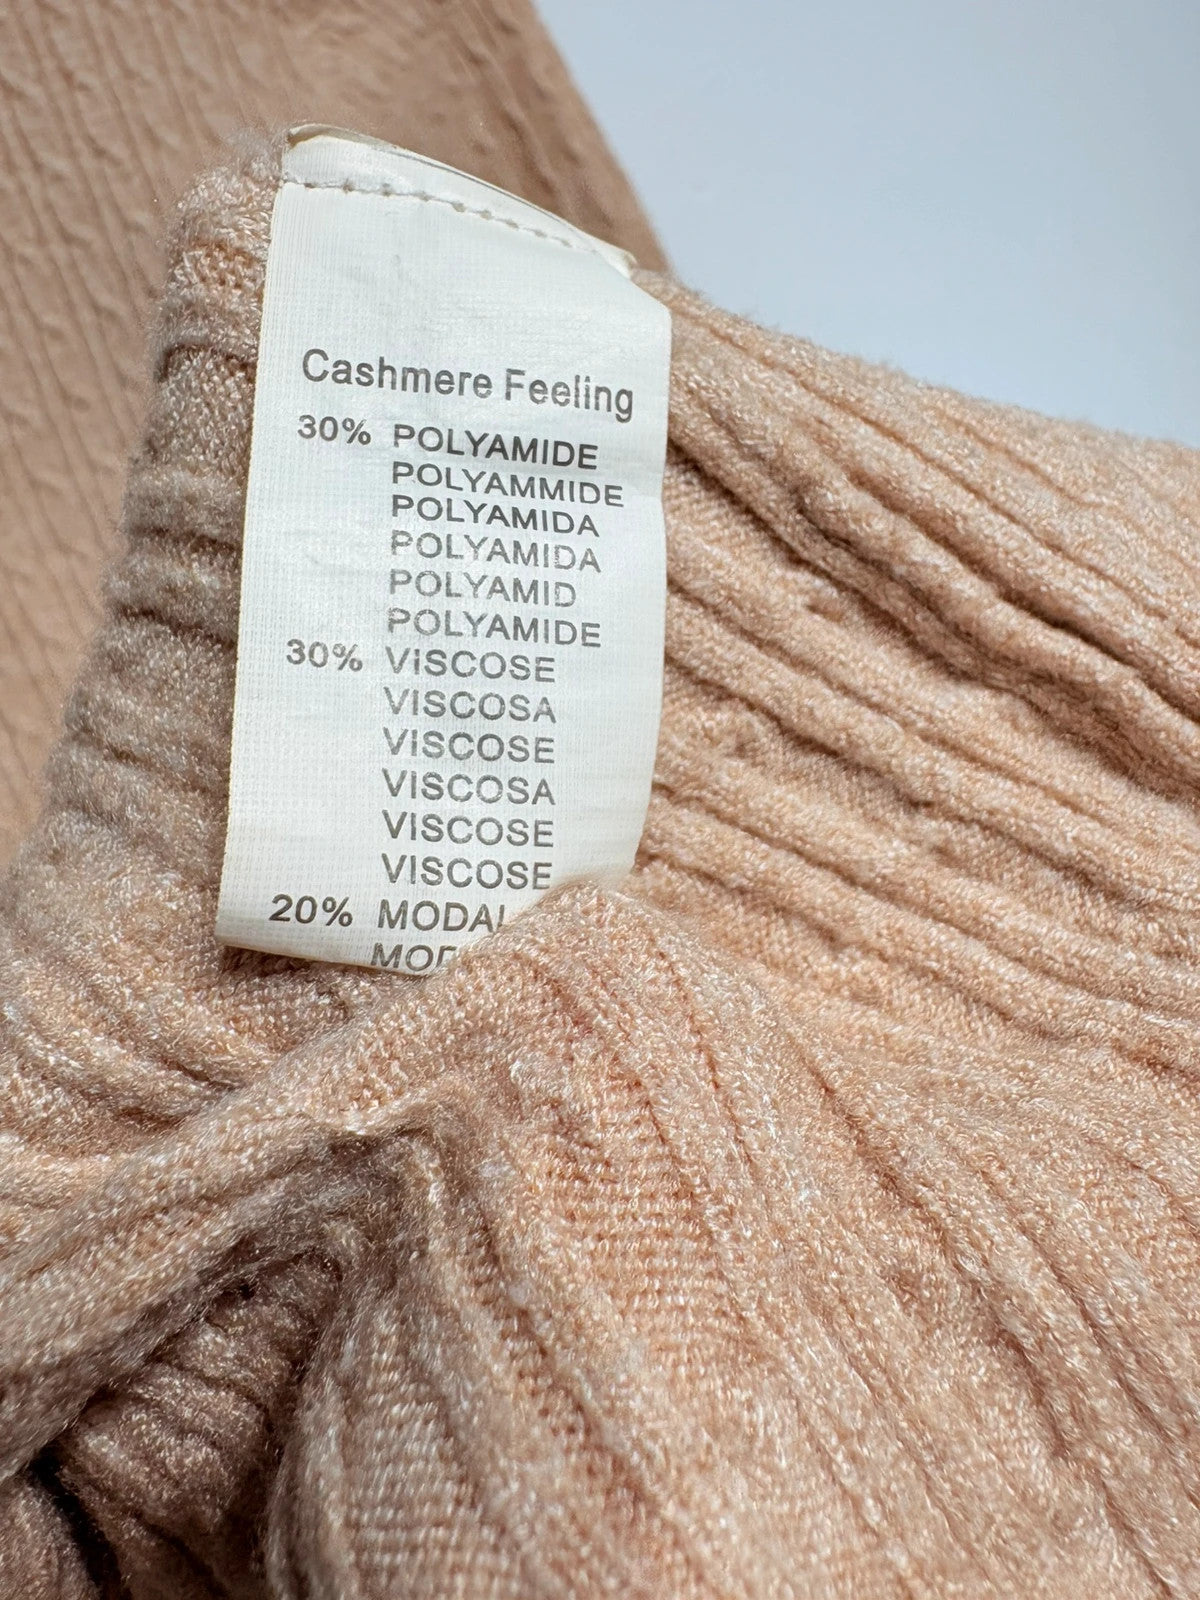 Cashmere Feeling
30% POLYAMIDE
POLYAMMIDE
POLYAMIDA
POLYAMIDA
POLYAMID
POLYAMIDE
30% VISCOSE
VISCOSA
VISCOSE
VISCOSA
VISCOSE
VISCOSE
20% MODAL